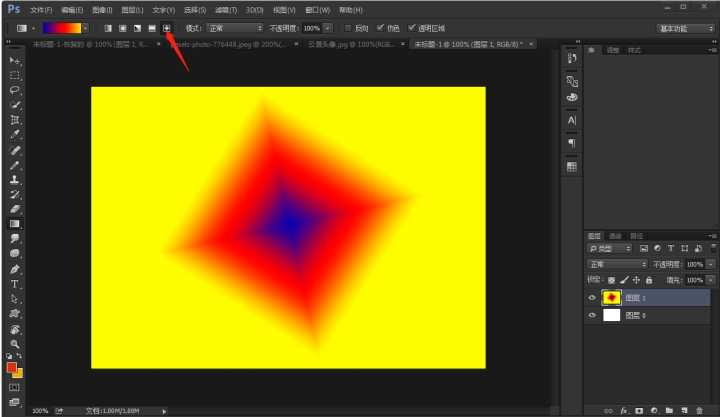 Ps 文件(F) 编辑(E) 图像(I) 图层(L) 文字(Y) 选择(S) 滤镜(T) 3D(D) 视图(V) 窗口(W) 帮助(H)
模式: 正常 不透明度: 100% 反向 仿色 透明区域 基本功能
未标题-1-恢复的 @ 100% (图层 1, R... ×
-photo-776448.jpeg @ 200%(... ×
云景头像.jpg @ 100%(RGB... ×
未标题-1 @ 100% (图层 1, RGB/8) * ×
库 调整 样式
A|
图层 通道 路径
类型 T
正常 不透明度: 100%
锁定: 填充: 100%
图层 1
图层 0
T
fx
100% 文档:1.00M/1.00M